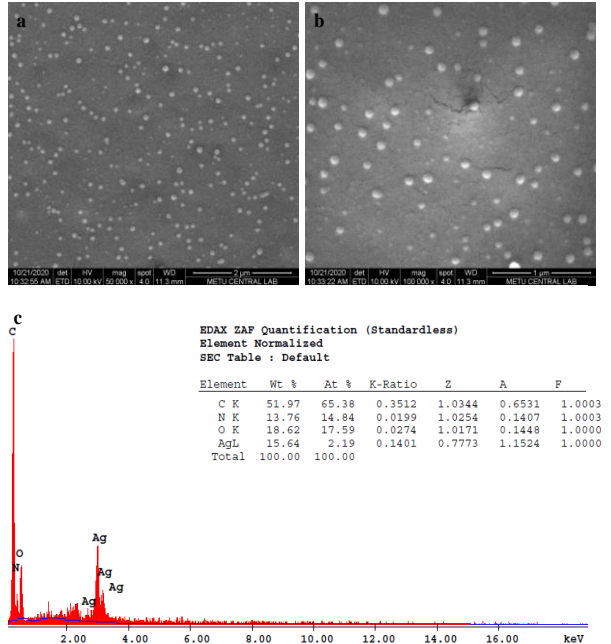 a
10/21/2020 det HV mag spot WD 2 µm
10:32:55 AM ETD 10.00 kV 50 000 x 4.0 11.3 mm METU CENTRAL LAB
b
10/21/2020 det HV mag spot WD 1 µm
10:33:22 AM ETD 10.00 kV 100 000 x 4.0 11.3 mm METU CENTRAL LAB
c
EDAX ZAF Quantification (Standardless)
Element Normalized
SEC Table : Default
Element Wt % At % K-Ratio Z A F
C K 51.97 65.38 0.3512 1.0344 0.6531 1.0003
N K 13.76 14.84 0.0199 1.0254 0.1407 1.0003
O K 18.62 17.59 0.0274 1.0171 0.1448 1.0000
AgL 15.64 2.19 0.1401 0.7773 1.1524 1.0000
Total 100.00 100.00
C
O
N
Ag
Ag
Ag
Ag
2.00 4.00 6.00 8.00 10.00 12.00 14.00 16.00 keV